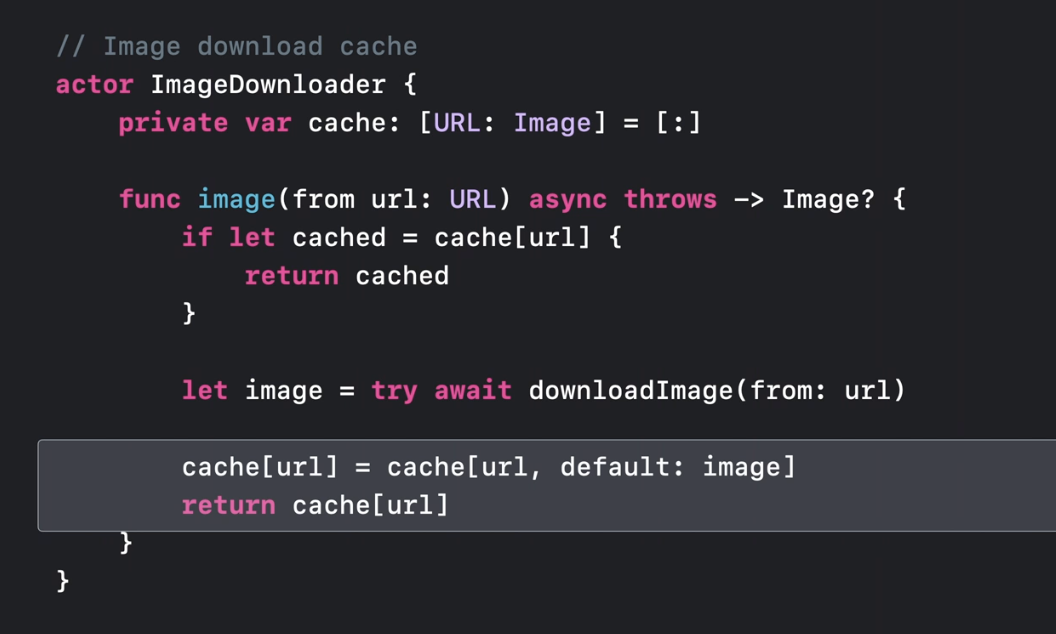 // Image download cache
actor ImageDownloader {
    private var cache: [URL: Image] = [:]

    func image(from url: URL) async throws -> Image? {
        if let cached = cache[url] {
            return cached
        }

        let image = try await downloadImage(from: url)

        cache[url] = cache[url, default: image]
        return cache[url]
    }
}